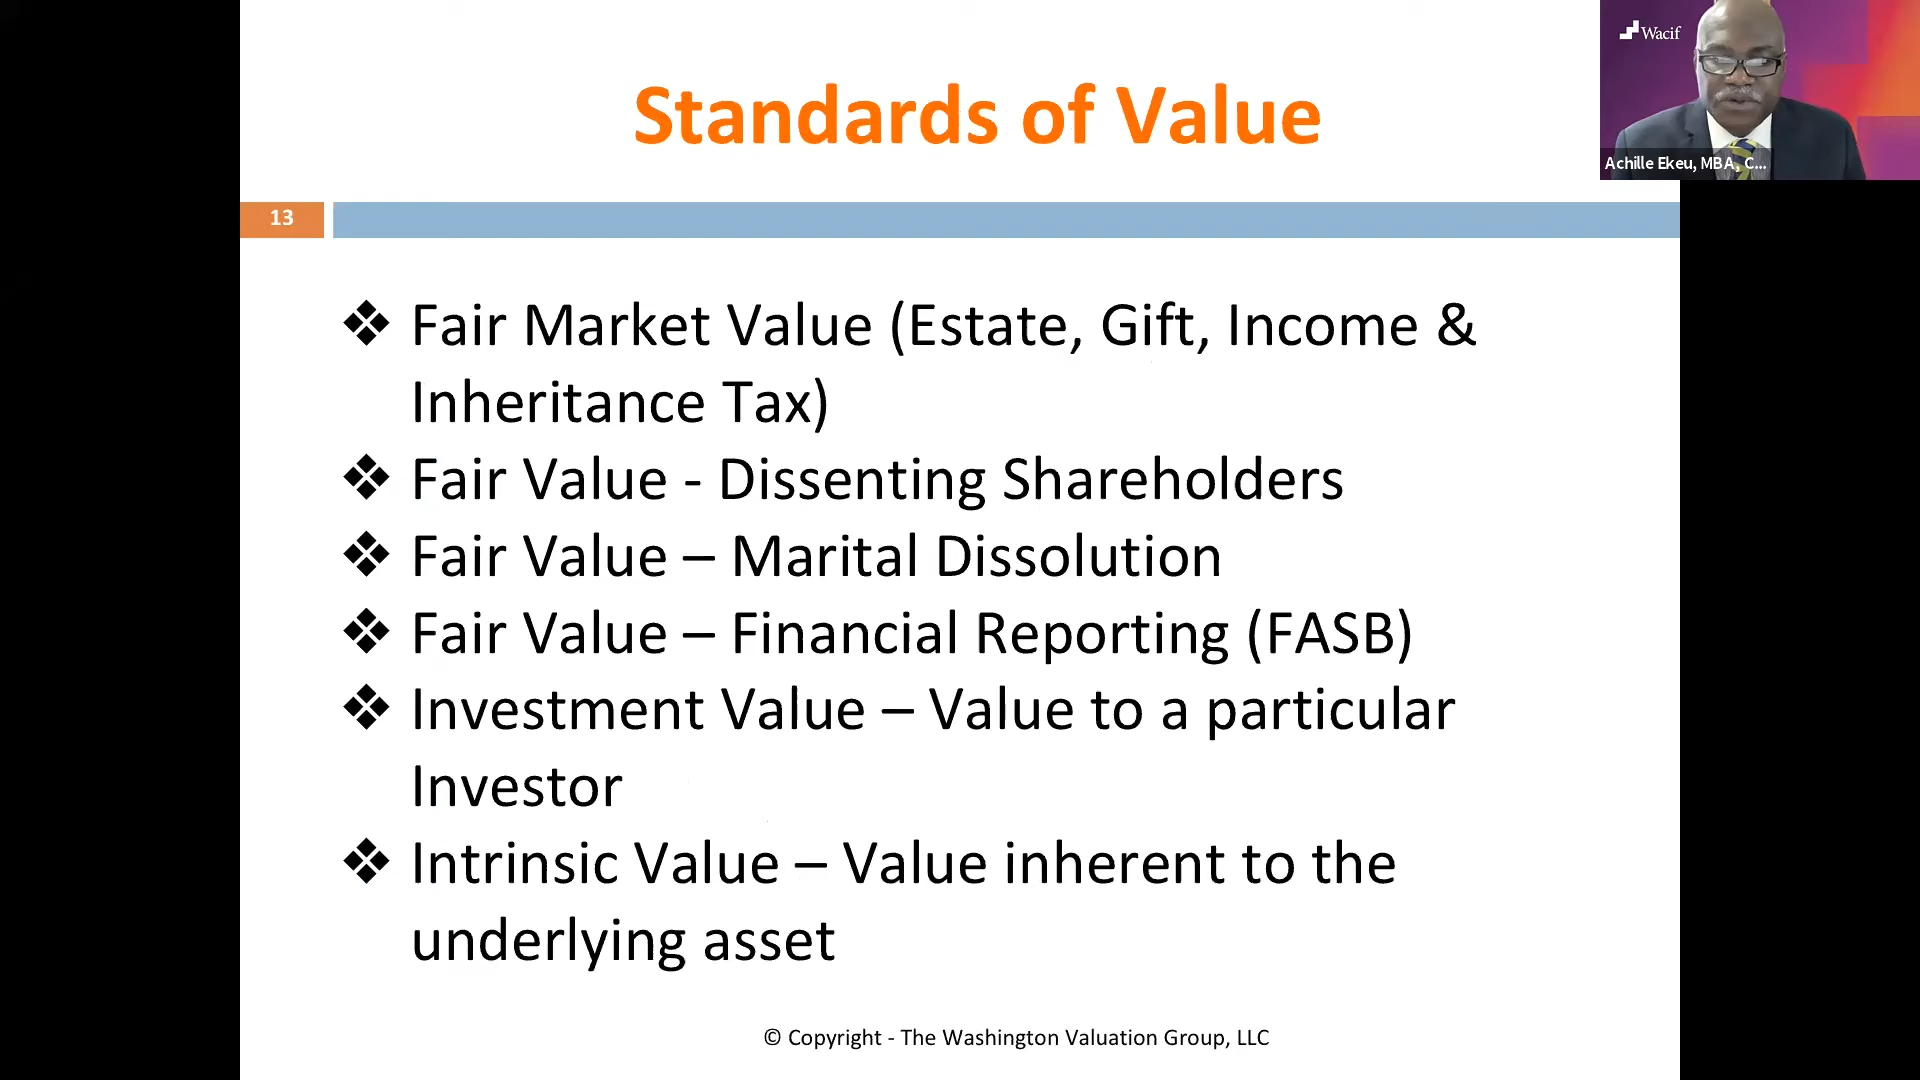 Standards of Value
Wacif
Achille Ekeu, MBA, C...
13
❖ Fair Market Value (Estate, Gift, Income &
Inheritance Tax)
❖ Fair Value - Dissenting Shareholders
❖ Fair Value – Marital Dissolution
❖ Fair Value – Financial Reporting (FASB)
❖ Investment Value – Value to a particular
Investor
❖ Intrinsic Value – Value inherent to the
underlying asset
© Copyright - The Washington Valuation Group, LLC